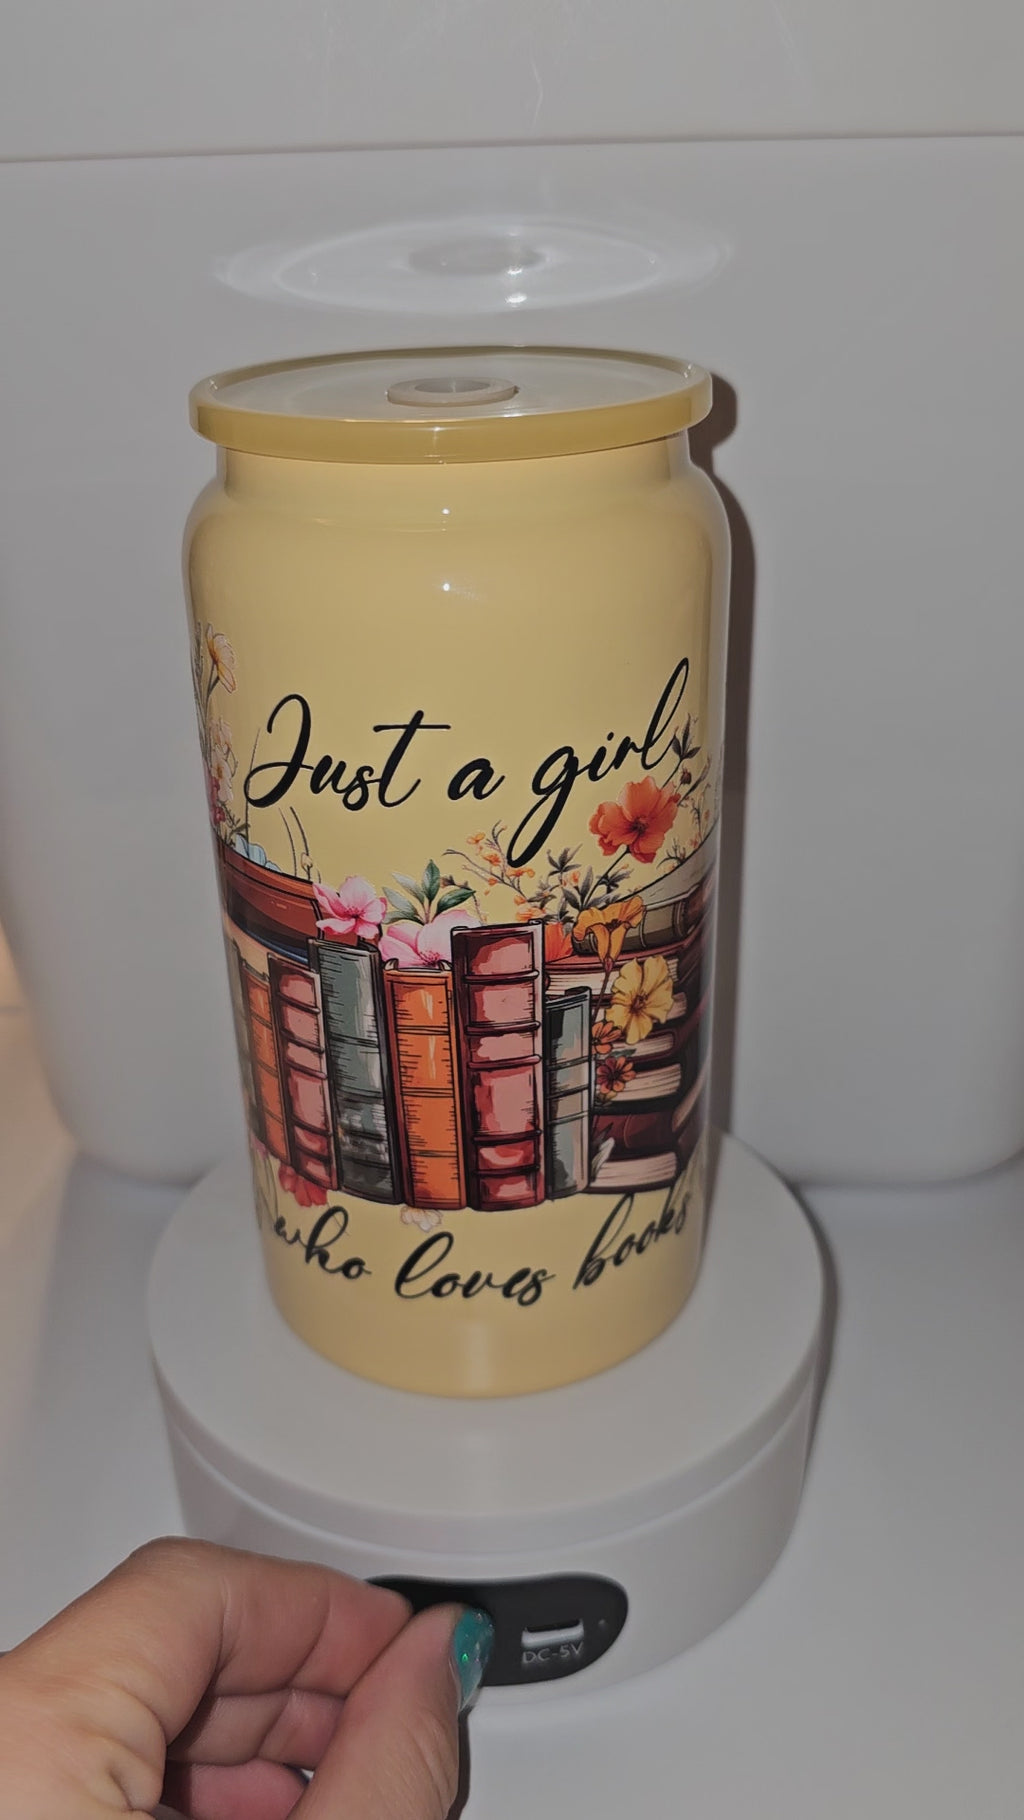 Just a girl
who loves books
DC-5V